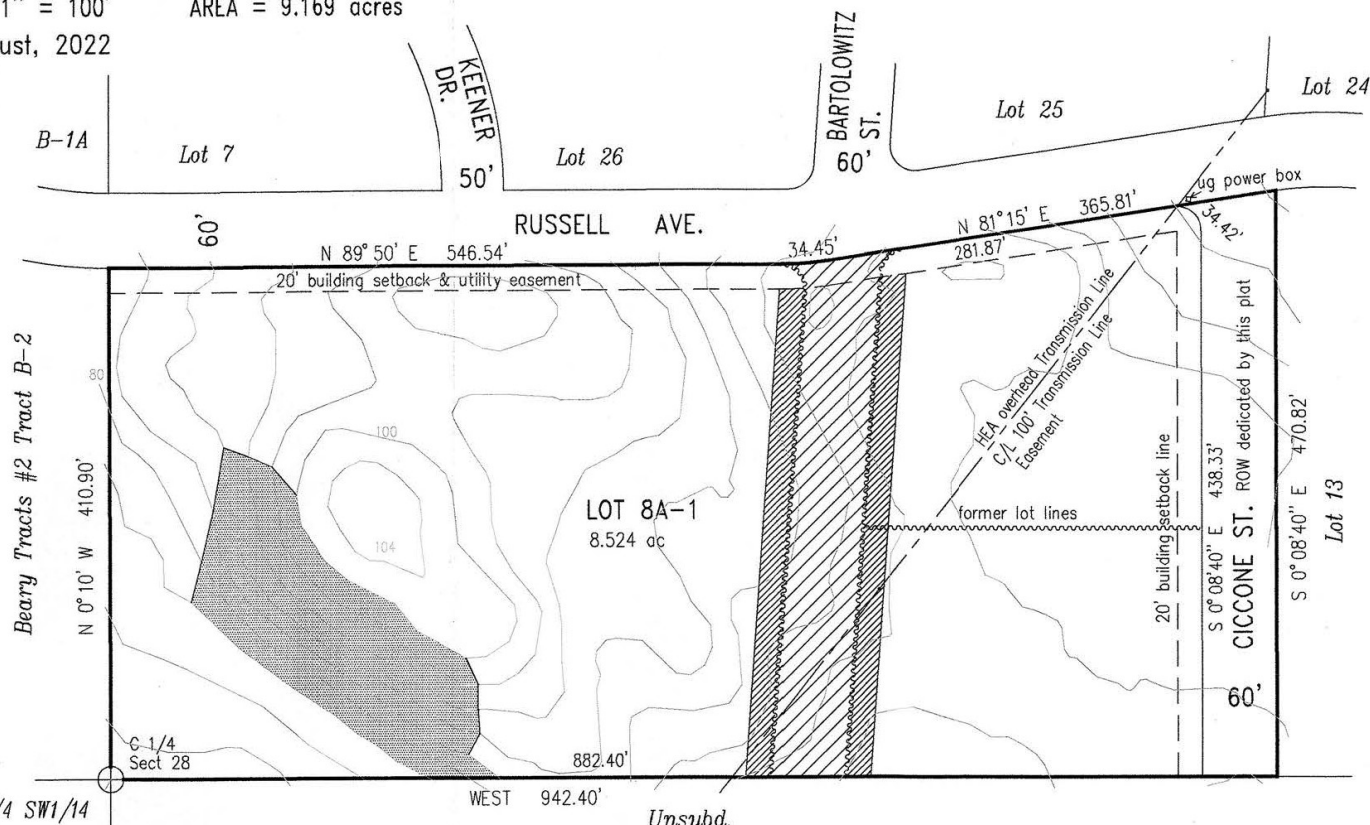 1" = 100'
AREA = 9.169 acres
ust, 2022
B-1A
Lot 7
KEENER
DR.
50'
Lot 26
BARTOLOWITZ
ST.
60'
Lot 25
Lot 24
ug power box
60'
RUSSELL AVE.
N 89° 50' E 546.54'
34.45'
N 81°15' E 365.81'
281.87'
34.42'
20' building setback & utility easement
Beary Tracts #2 Tract B-2
N 0°10' W 410.90'
80
100
104
LOT 8A-1
8.524 ac
HEA overhead Transmission Line
C/L 100' Transmission Line
Easement
former lot lines
20' building setback line
S 0°08'40" E 438.33'
CICCONE ST. ROW dedicated by this plat
60'
S 0°08'40" E 470.82'
Lot 13
C 1/4
Sect 28
882.40'
WEST 942.40'
/4 SW1/14
Unsubd.